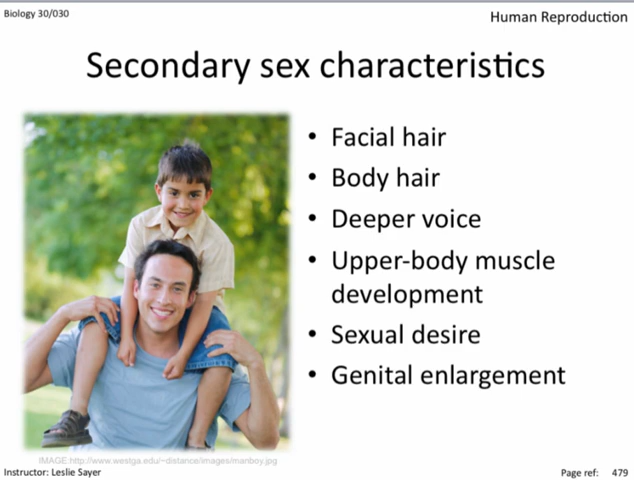 Biology 30/030
Human Reproduction
Secondary sex characteristics
• Facial hair
• Body hair
• Deeper voice
• Upper-body muscle
development
• Sexual desire
• Genital enlargement
IMAGE:http://www.westga.edu/~distance/images/manboy.jpg
Instructor: Leslie Sayer
Page ref: 479